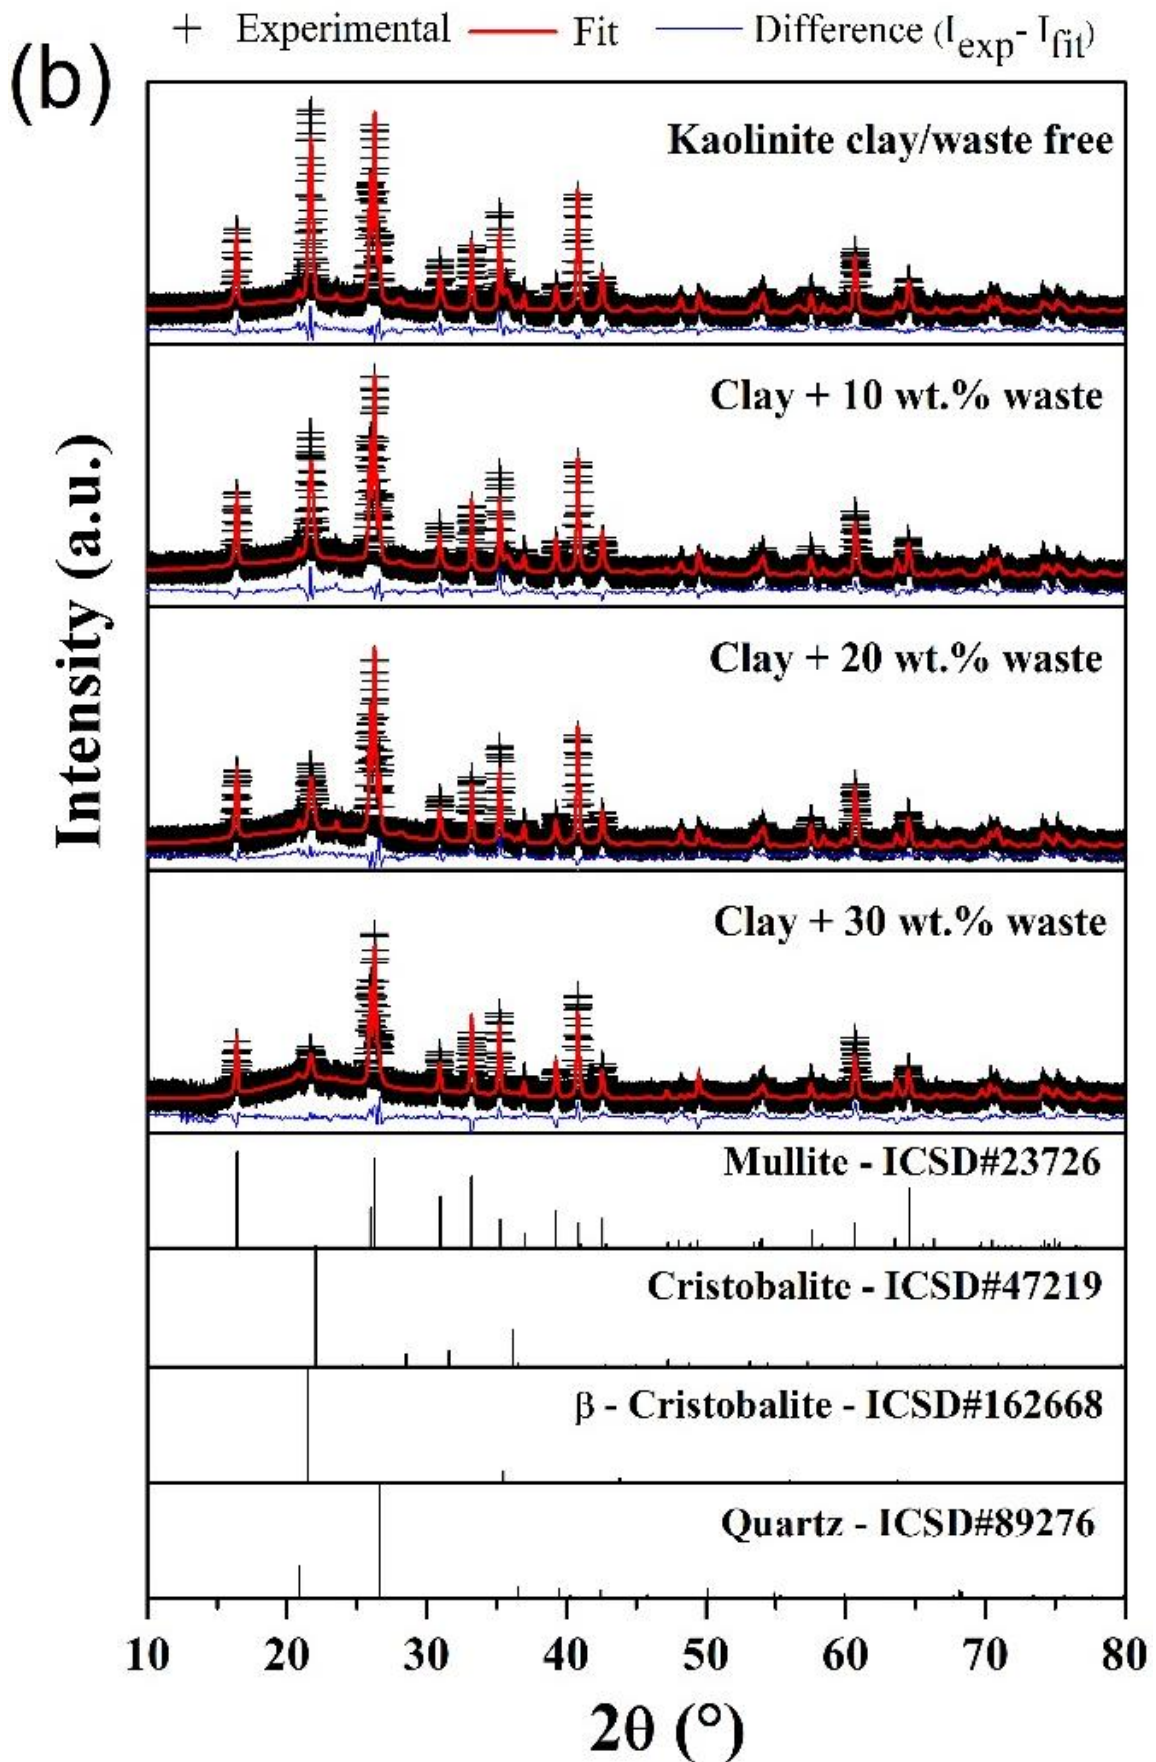 Experimental Fit Difference (Iexp- Ifit)
(b)
Kaolinite clay/waste free
Clay + 10 wt.% waste
Clay + 20 wt.% waste
Clay + 30 wt.% waste
Intensity (a.u.)
Mullite - ICSD#23726
Cristobalite - ICSD#47219
β - Cristobalite - ICSD#162668
Quartz - ICSD#89276
10 20 30 40 50 60 70 80
2θ (°)